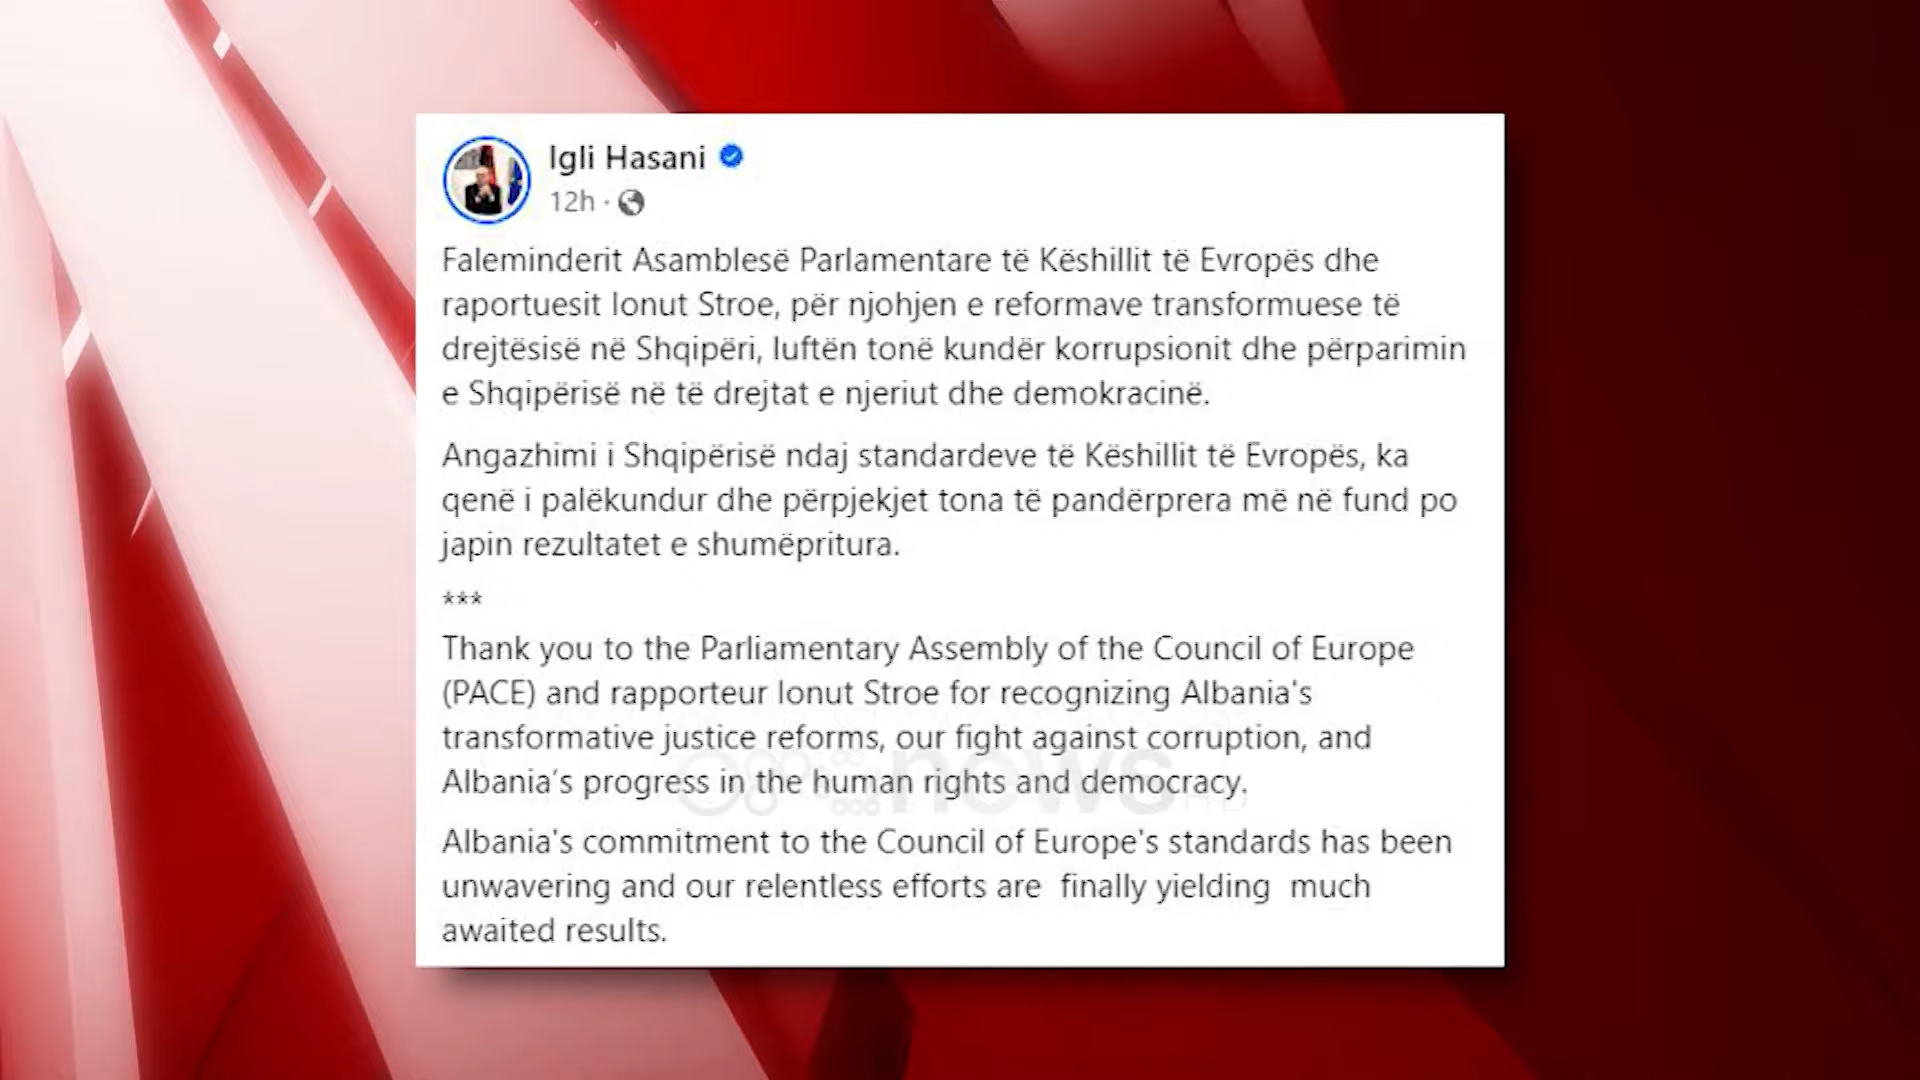 Igli Hasani
12h ·
Faleminderit Asamblesë Parlamentare të Këshillit të Evropës dhe
raportuesit Ionut Stroe, për njohjen e reformave transformuese të
drejtësisë në Shqipëri, luftën tonë kundër korrupsionit dhe përparimin
e Shqipërisë në të drejtat e njeriut dhe demokracinë.
Angazhimi i Shqipërisë ndaj standardeve të Këshillit të Evropës, ka
qenë i palëkundur dhe përpjekjet tona të pandërprera më në fund po
japin rezultatet e shumëpritura.
***
Thank you to the Parliamentary Assembly of the Council of Europe
(PACE) and rapporteur Ionut Stroe for recognizing Albania's
transformative justice reforms, our fight against corruption, and
Albania's progress in the human rights and democracy.
news
Albania's commitment to the Council of Europe's standards has been
unwavering and our relentless efforts are  finally yielding  much
awaited results.